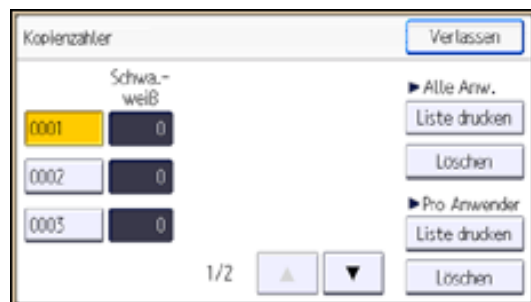 Kopienzahler
Verlassen
Schwa.-
weiß
0001 0
0002 0
0003 0
1/2 ▲ ▼
►Alle Anw.
Liste drucken
Löschen
►Pro Anwender
Liste drucken
Löschen